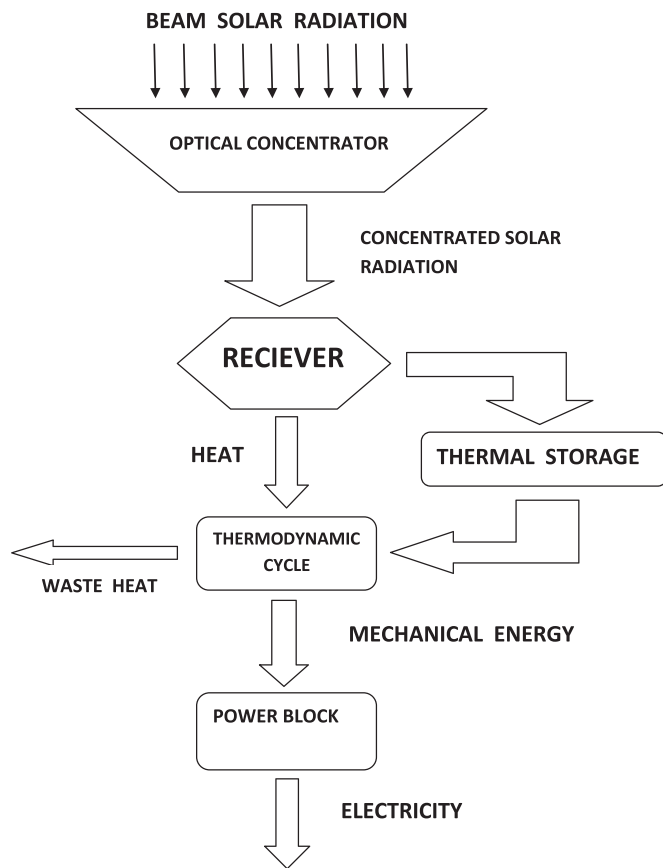 BEAM SOLAR RADIATION
OPTICAL CONCENTRATOR
CONCENTRATED SOLAR
RADIATION
RECIEVER
HEAT
THERMAL STORAGE
THERMODYNAMIC
CYCLE
WASTE HEAT
MECHANICAL ENERGY
POWER BLOCK
ELECTRICITY